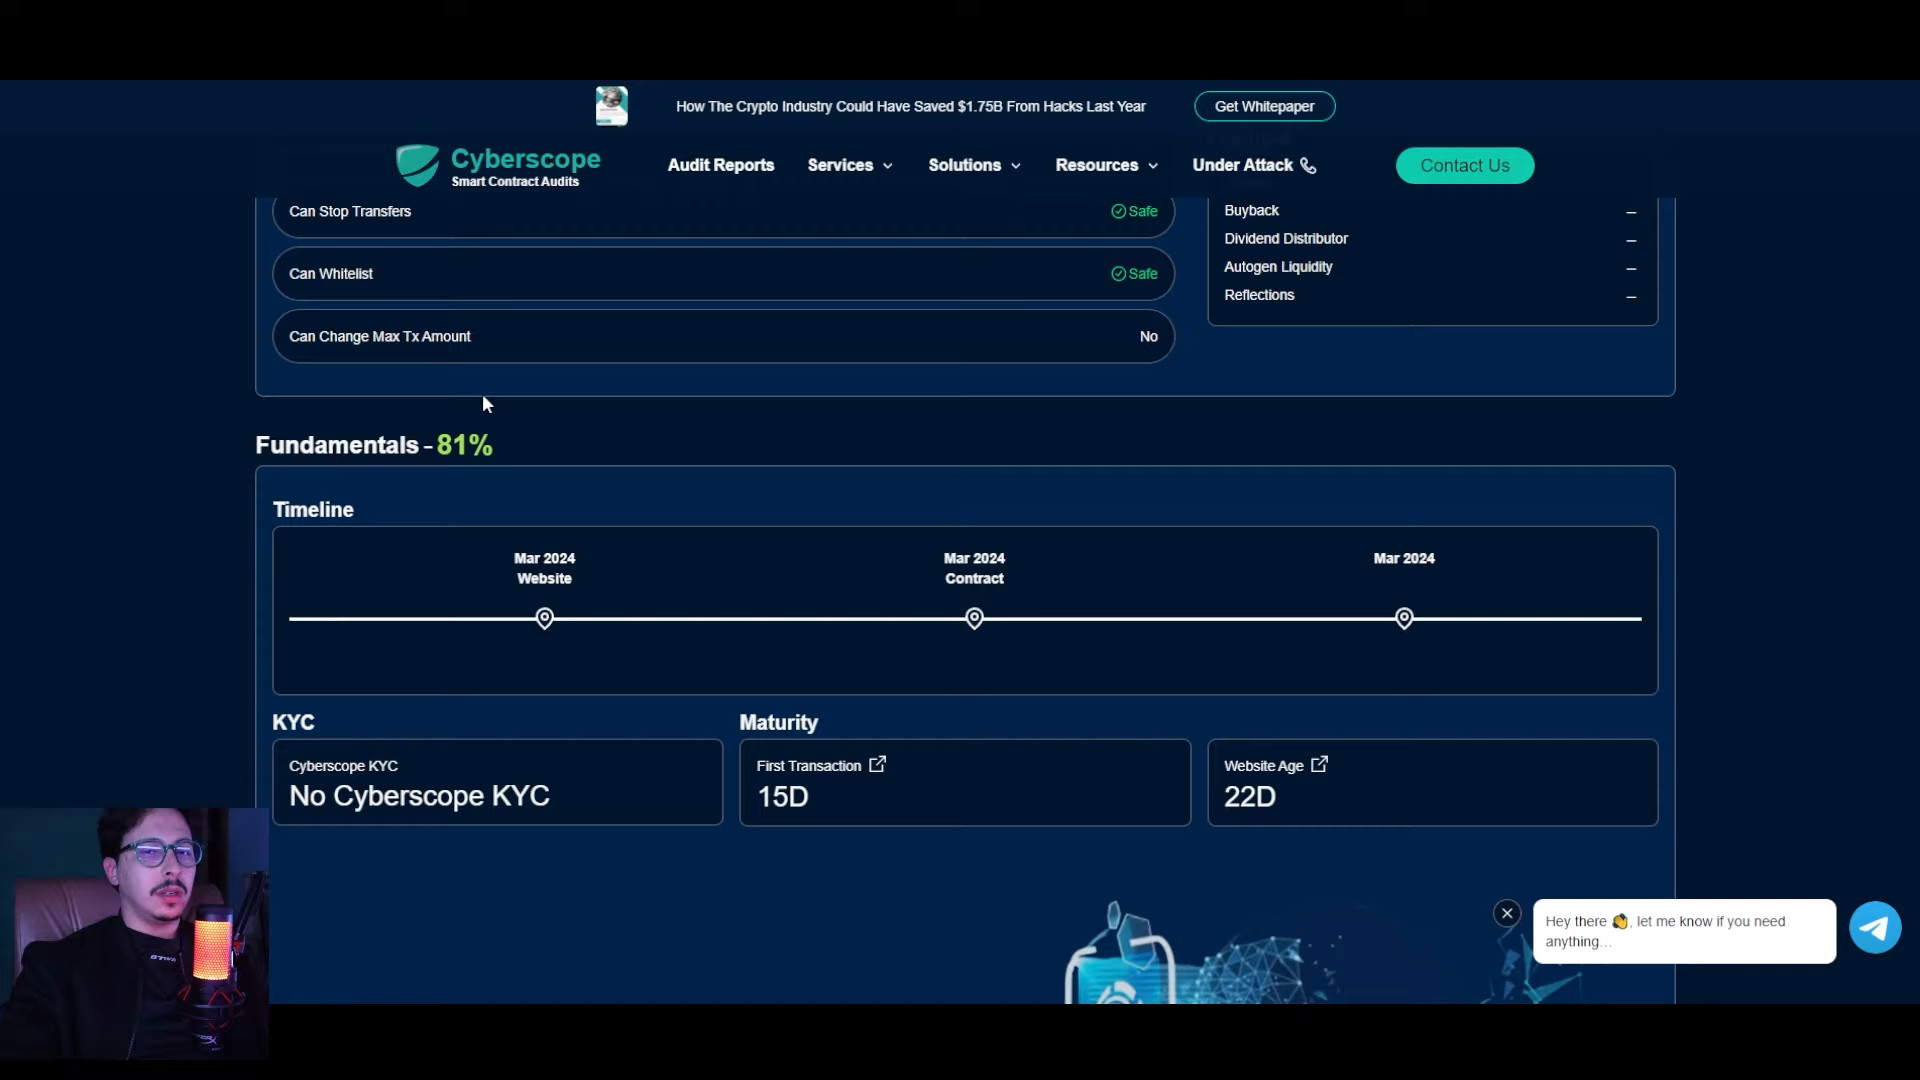 How The Crypto Industry Could Have Saved $1.75B From Hacks Last Year
Get Whitepaper
Cyberscope
Smart Contract Audits
Audit Reports
Services
Solutions
Resources
Under Attack
Contact Us
Can Stop Transfers
Safe
Can Whitelist
Safe
Can Change Max Tx Amount
No
Buyback
–
Dividend Distributor
–
Autogen Liquidity
–
Reflections
–
Fundamentals - 81%
Timeline
Mar 2024
Website
Mar 2024
Contract
Mar 2024
KYC
Cyberscope KYC
No Cyberscope KYC
Maturity
First Transaction
15D
Website Age
22D
Hey there 👋, let me know if you need
anything...